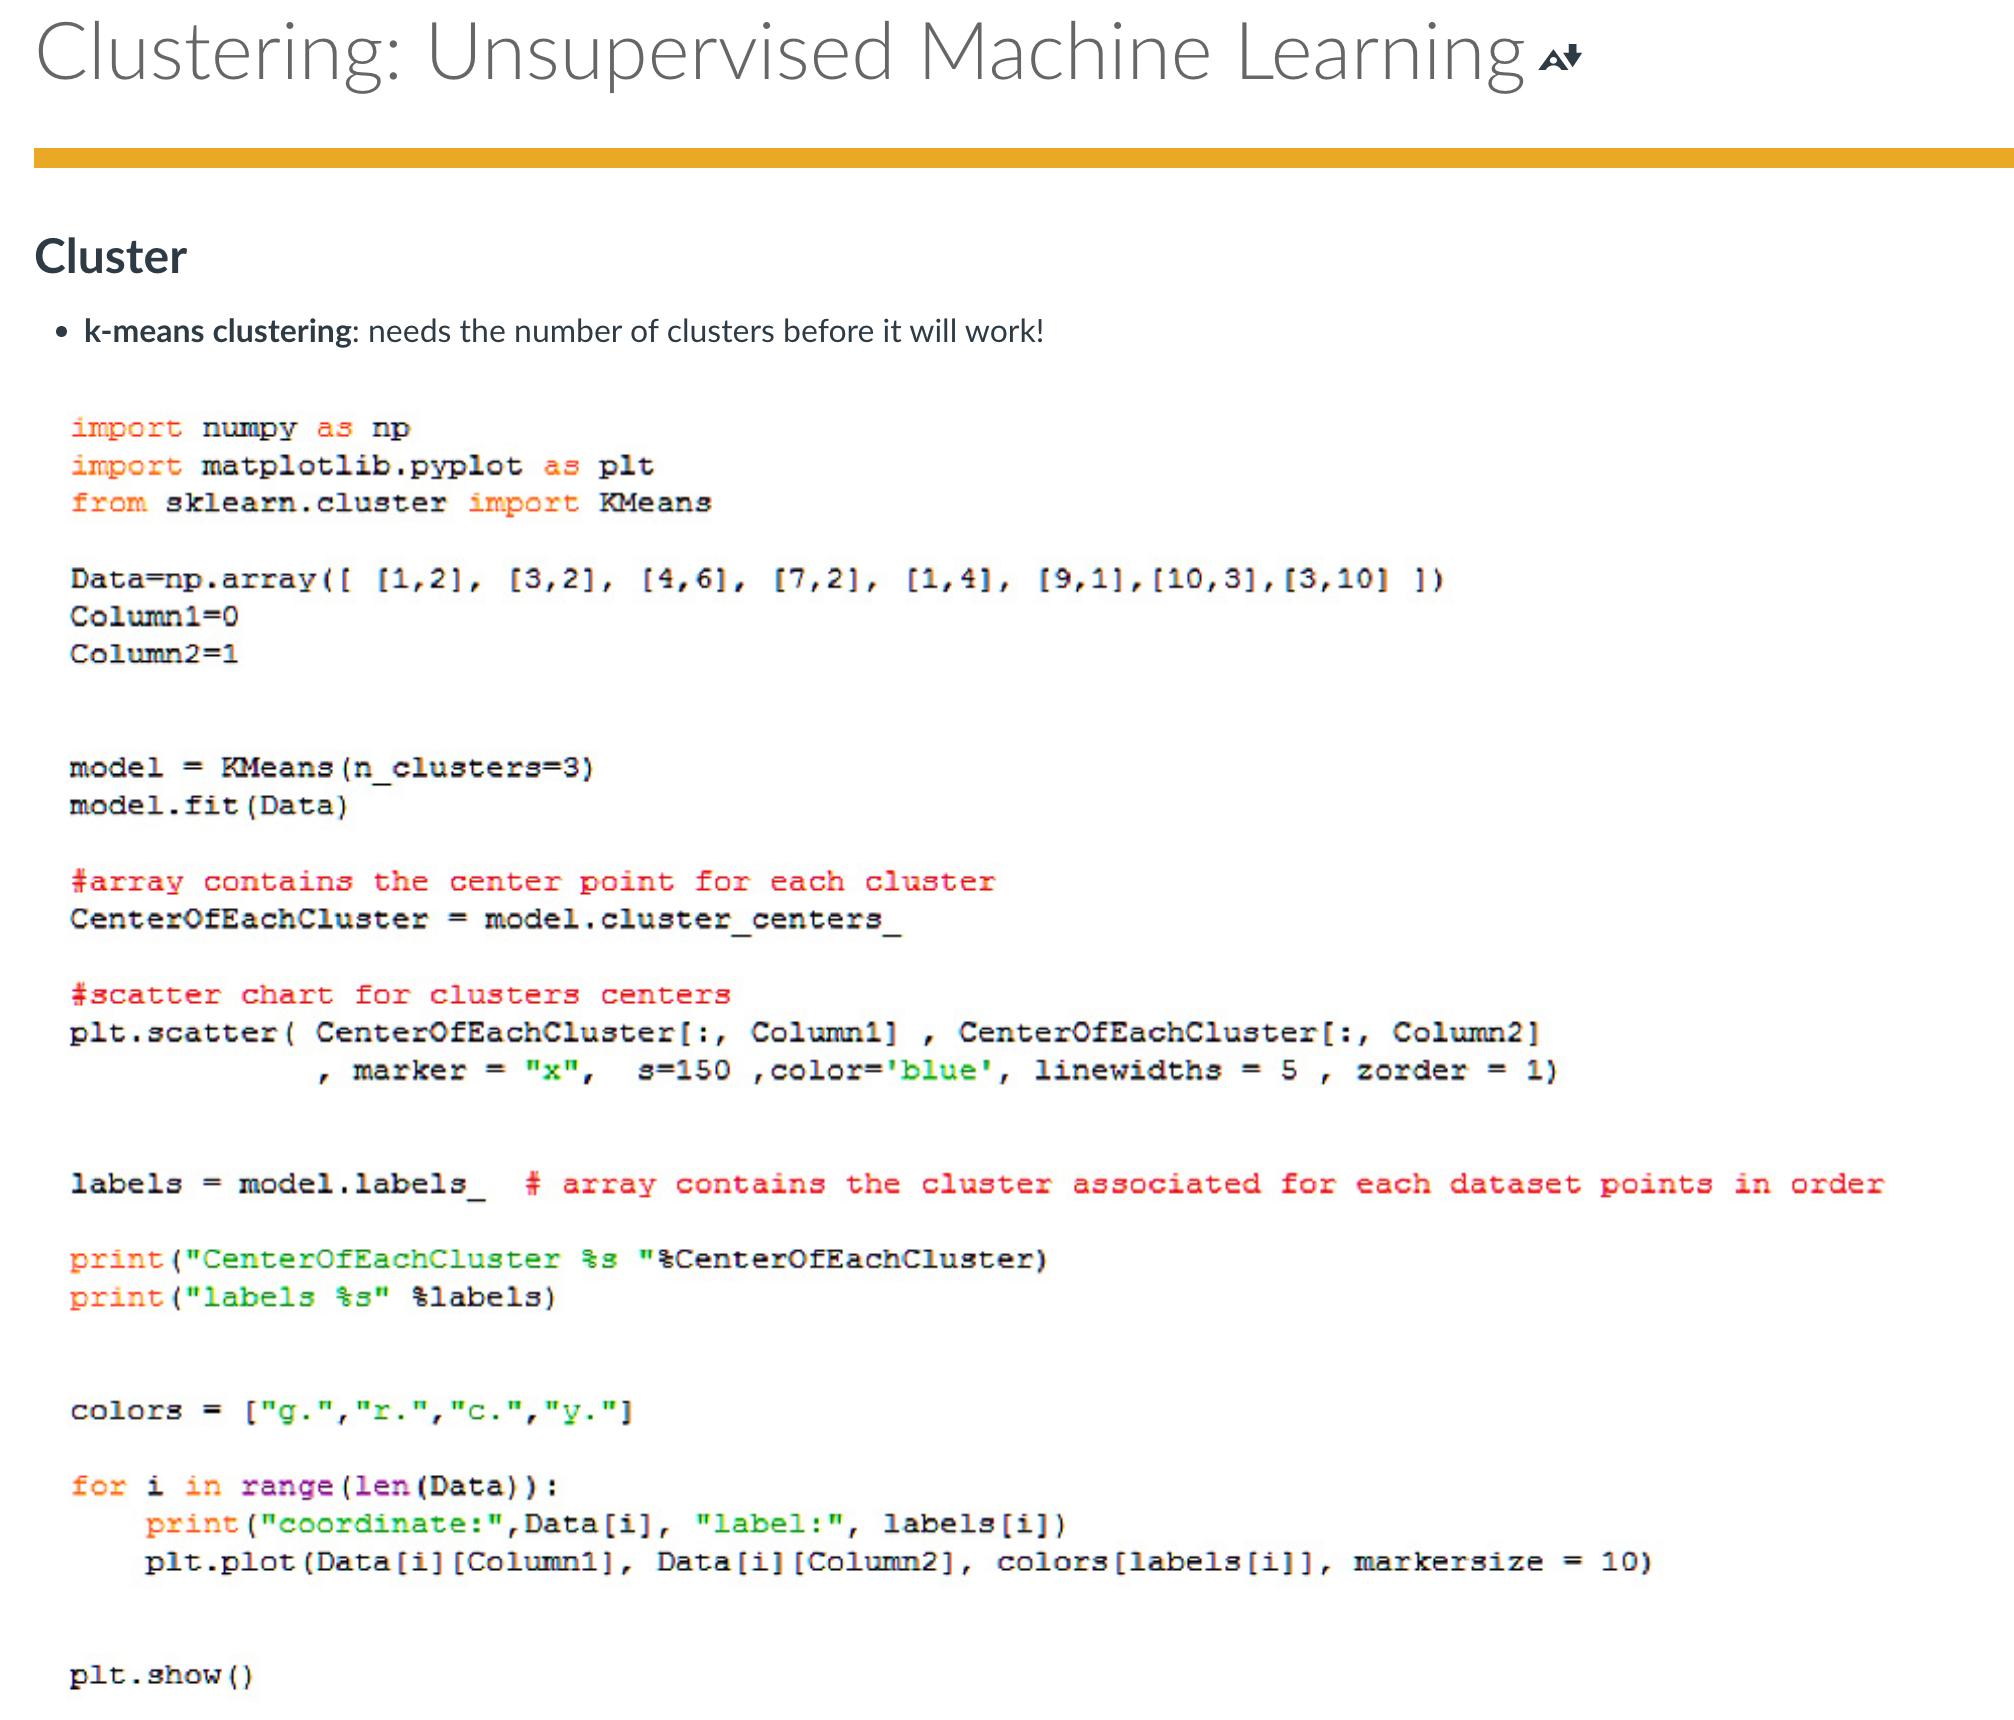 Clustering: Unsupervised Machine Learning
Cluster
• k-means clustering: needs the number of clusters before it will work!
import numpy as np
import matplotlib.pyplot as plt
from sklearn.cluster import KMeans
Data=np.array([ [1,2], [3,2], [4,6], [7,2], [1,4], [9,1],[10,3],[3,10] ])
Column1=0
Column2=1
model = KMeans(n_clusters=3)
model.fit(Data)
#array contains the center point for each cluster
CenterOfEachCluster = model.cluster_centers_
#scatter chart for clusters centers
plt.scatter( CenterOfEachCluster[:, Column1] , CenterOfEachCluster[:, Column2]
, marker = "x",  s=150 ,color='blue', linewidths = 5 , zorder = 1)
labels = model.labels_  # array contains the cluster associated for each dataset points in order
print("CenterOfEachCluster %s "%CenterOfEachCluster)
print("labels %s" %labels)
colors = ["g.","r.","c.","y."]
for i in range(len(Data)):
    print("coordinate:",Data[i], "label:", labels[i])
    plt.plot(Data[i][Column1], Data[i][Column2], colors[labels[i]], markersize = 10)
plt.show()